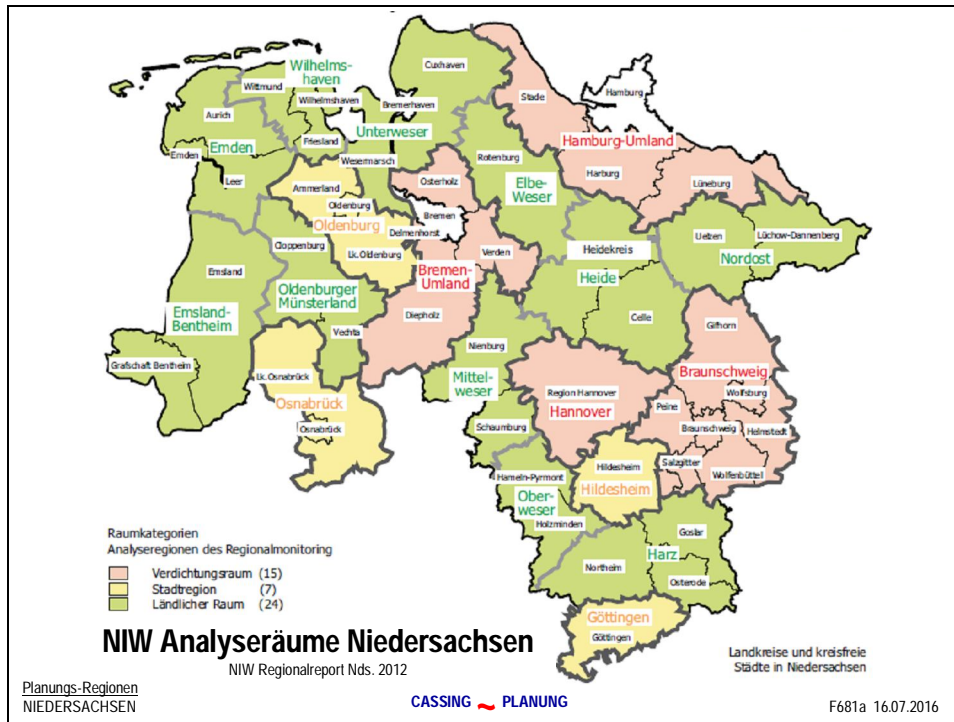 Cuxhaven
Wilhelms-
haven
Wittmund
Stade
Hamburg
Wilhelmshaven
Bremerhaven
Aurich
Unterweser
Hamburg-Umland
Emden
Friesland
Emden
Wesermarsch
Rotenburg
Harburg
Osterholz
Leer
Ammerland
Elbe-
Weser
Lüneburg
Oldenburg
Bremen
Oldenburg
Delmenhorst
Uelzen
Lüchow-Dannenberg
Cloppenburg
Heidekreis
Lk.Oldenburg
Verden
Nordost
Emsland
Bremen-
Umland
Heide
Oldenburger
Münsterland
Emsland-
Bentheim
Diepholz
Celle
Gifhorn
Vechta
Nienburg
Grafschaft Bentheim
Braunschweig
Lk.Osnabrück
Mittel-
weser
Region Hannover
Wolfsburg
Osnabrück
Hannover
Peine
Schaumburg
Braunschweig
Helmstedt
Osnabrück
Hildesheim
Salzgitter
Hameln-Pyrmont
Wolfenbüttel
Hildesheim
Ober-
weser
Holzminden
Goslar
Harz
Northeim
Osterode
Göttingen
Göttingen
Raumkategorien
Analyseregionen des Regionalmonitoring
Verdichtungsraum (15)
Stadtregion (7)
Ländlicher Raum (24)
NIW Analyseräume Niedersachsen
NIW Regionalreport Nds. 2012
Landkreise und kreisfreie
Städte in Niedersachsen
Planungs-Regionen
NIEDERSACHSEN
CASSING ~ PLANUNG
F681a 16.07.2016